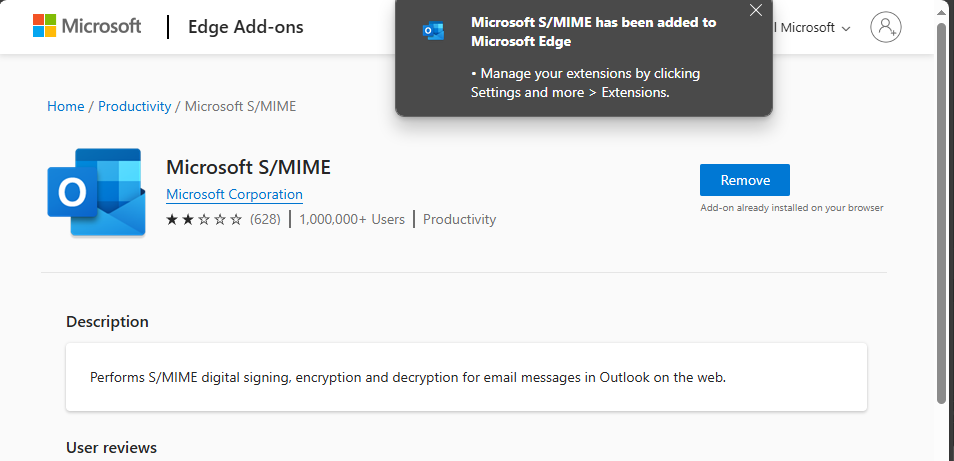 Microsoft
Edge Add-ons
Microsoft S/MIME has been added to
Microsoft Edge
• Manage your extensions by clicking
Settings and more > Extensions.
Microsoft
Home / Productivity / Microsoft S/MIME
Microsoft S/MIME
Microsoft Corporation
(628) 1,000,000+ Users Productivity
Remove
Add-on already installed on your browser
Description
Performs S/MIME digital signing, encryption and decryption for email messages in Outlook on the web.
User reviews